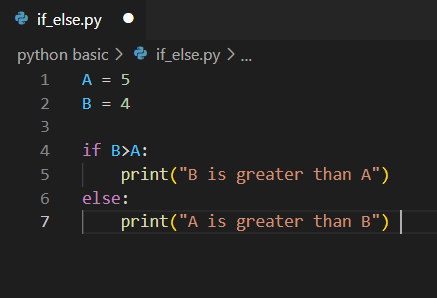 if_else.py
python basic > if_else.py > ...
1 A = 5
2 B = 4
3
4 if B>A:
5     print("B is greater than A")
6 else:
7     print("A is greater than B")